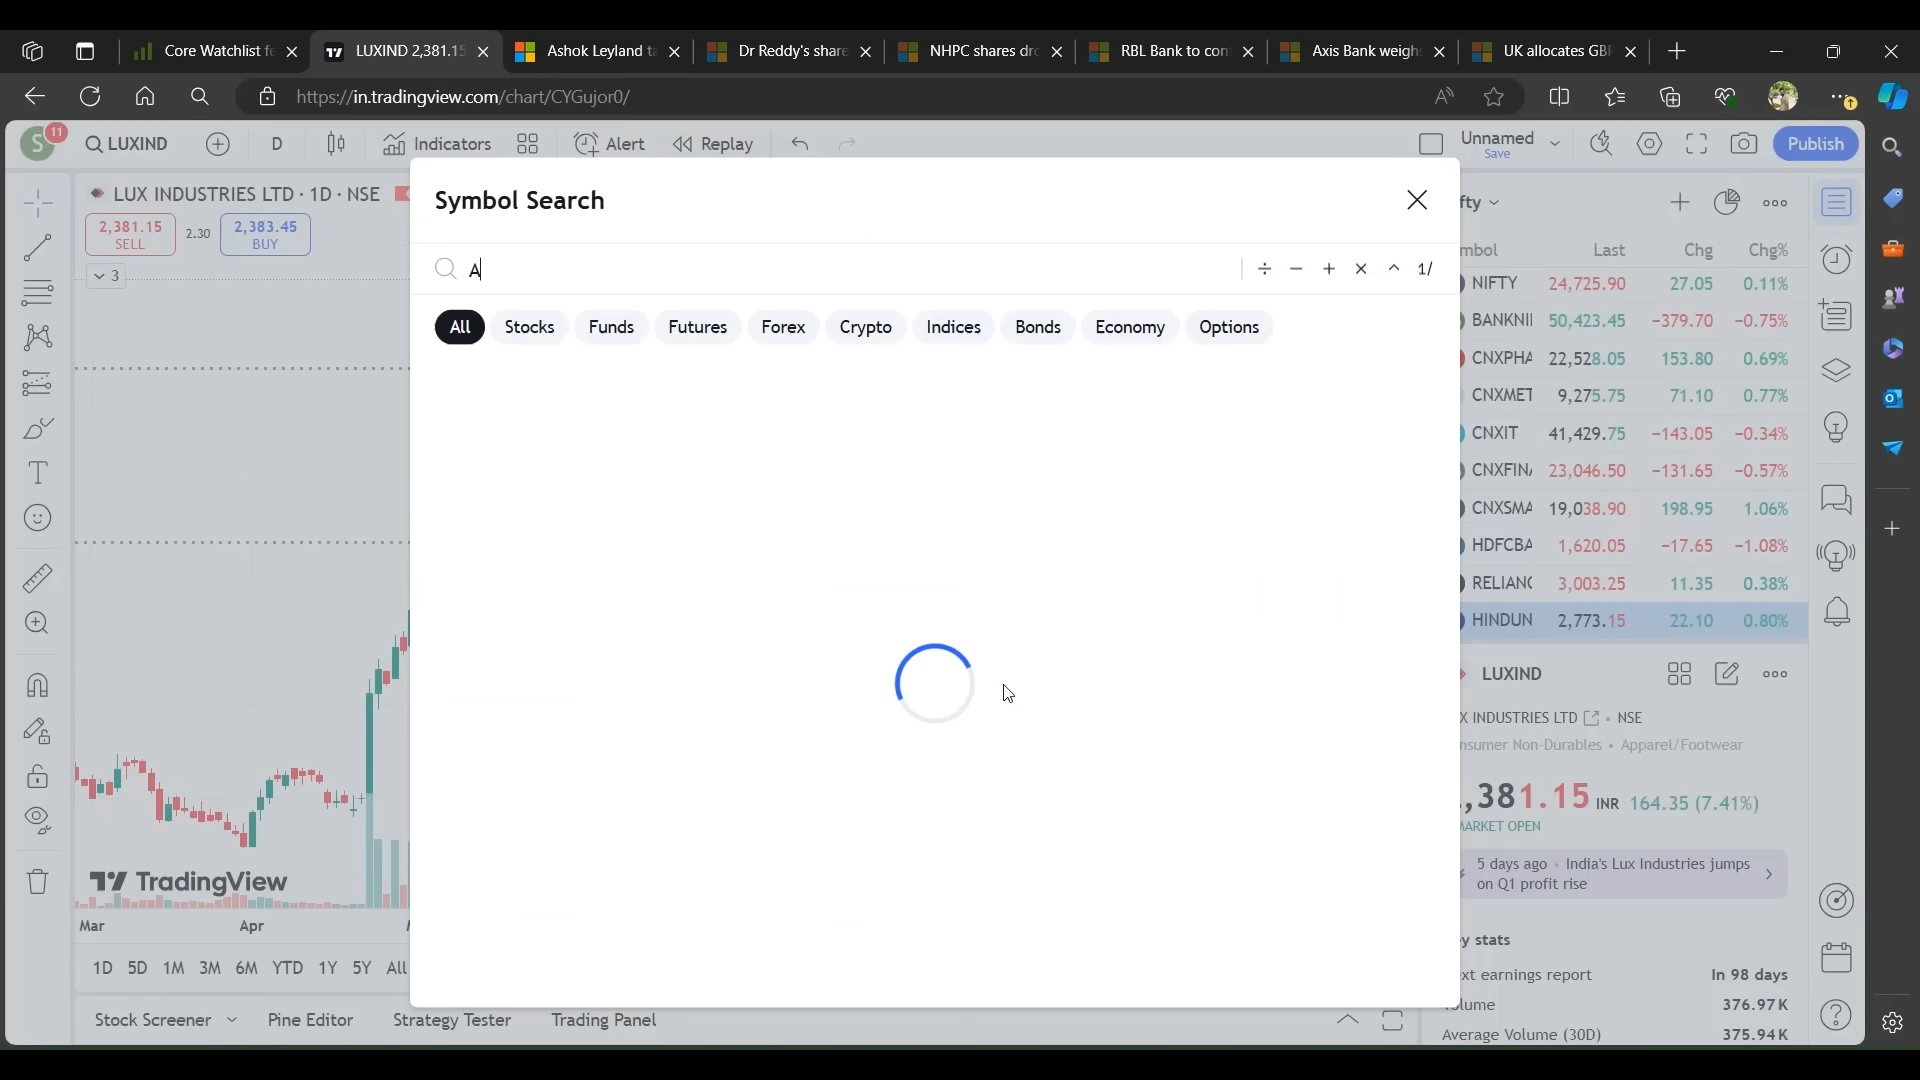 Core Watchlist fe
LUXIND 2,381.15
Ashok Leyland ta
Dr Reddy's share
NHPC shares dro
RBL Bank to con
Axis Bank weigh
UK allocates GBP
https://in.tradingview.com/chart/CYGujor0/
S
11
LUXIND
D
Indicators
Alert
Replay
Unnamed
Save
Publish
LUX INDUSTRIES LTD · 1D · NSE
2,381.15
SELL
2.30
2,383.45
BUY
3
Symbol Search
A
1/
All
Stocks
Funds
Futures
Forex
Crypto
Indices
Bonds
Economy
Options
fty
mbol Last Chg Chg%
NIFTY 24,725.90 27.05 0.11%
BANKNI 50,423.45 -379.70 -0.75%
CNXPHA 22,528.05 153.80 0.69%
CNXMET 9,275.75 71.10 0.77%
CNXIT 41,429.75 -143.05 -0.34%
CNXFIN 23,046.50 -131.65 -0.57%
CNXSMA 19,038.90 198.95 1.06%
HDFCBA 1,620.05 -17.65 -1.08%
RELIANC 3,003.25 11.35 0.38%
HINDUN 2,773.15 22.10 0.80%
LUXIND
X INDUSTRIES LTD • NSE
nsumer Non-Durables • Apparel/Footwear
,381.15 INR 164.35 (7.41%)
MARKET OPEN
5 days ago · India's Lux Industries jumps
on Q1 profit rise
y stats
ext earnings report In 98 days
lume 376.97K
Average Volume (30D) 375.94K
TradingView
Mar
Apr
1D 5D 1M 3M 6M YTD 1Y 5Y All
Stock Screener
Pine Editor
Strategy Tester
Trading Panel